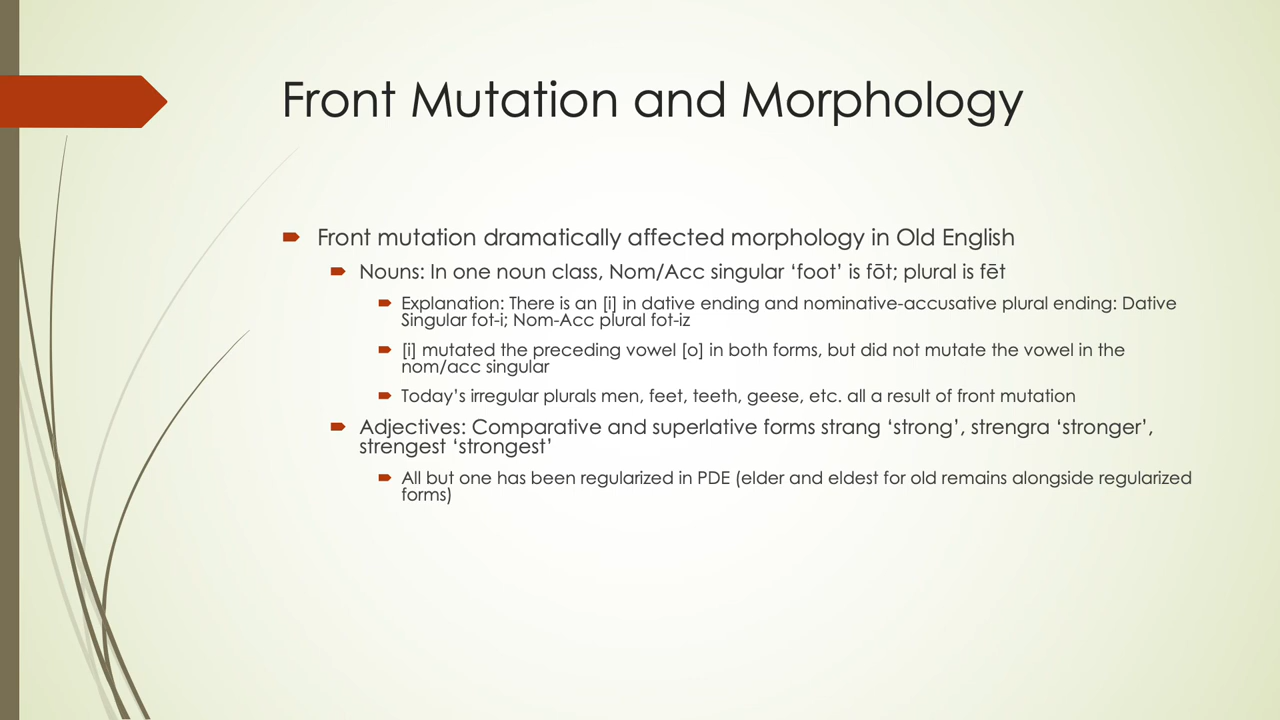 Front Mutation and Morphology
Front mutation dramatically affected morphology in Old English
Nouns: In one noun class, Nom/Acc singular ‘foot’ is fōt; plural is fēt
Explanation: There is an [i] in dative ending and nominative-accusative plural ending: Dative
Singular fot-i; Nom-Acc plural fot-iz
[i] mutated the preceding vowel [o] in both forms, but did not mutate the vowel in the
nom/acc singular
Today’s irregular plurals men, feet, teeth, geese, etc. all a result of front mutation
Adjectives: Comparative and superlative forms strang ‘strong’, strengra ‘stronger’,
strengest ‘strongest’
All but one has been regularized in PDE (elder and eldest for old remains alongside regularized
forms)